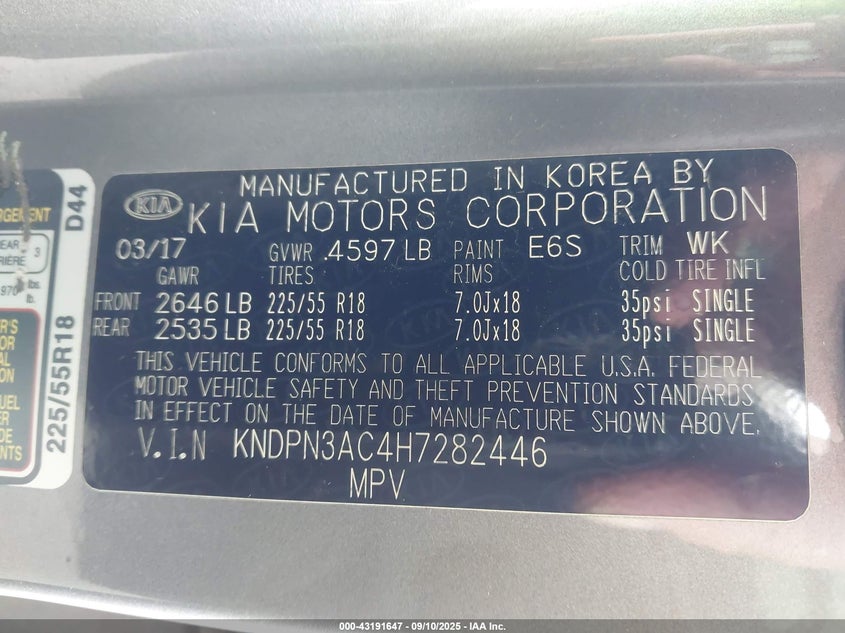 MANUFACTURED IN KOREA BY
KIA KIA MOTORS CORPORATION
03/17 GVWR .4597 LB PAINT E6S TRIM WK
GAWR TIRES RIMS COLD TIRE INFL
FRONT 2646 LB 225/55 R18 7.0Jx18 35psi SINGLE
REAR 2535 LB 225/55 R18 7.0Jx18 35psi SINGLE
THIS VEHICLE CONFORMS TO ALL APPLICABLE U.S.A. FEDERAL
MOTOR VEHICLE SAFETY AND THEFT PREVENTION STANDARDS
IN EFFECT ON THE DATE OF MANUFACTURE SHOWN ABOVE.
V.I.N KNDPN3AC4H7282446
MPV
D44
225/55R18
3
lbs.
lb.
000-43191647 - 09/10/2025 - IAA Inc.